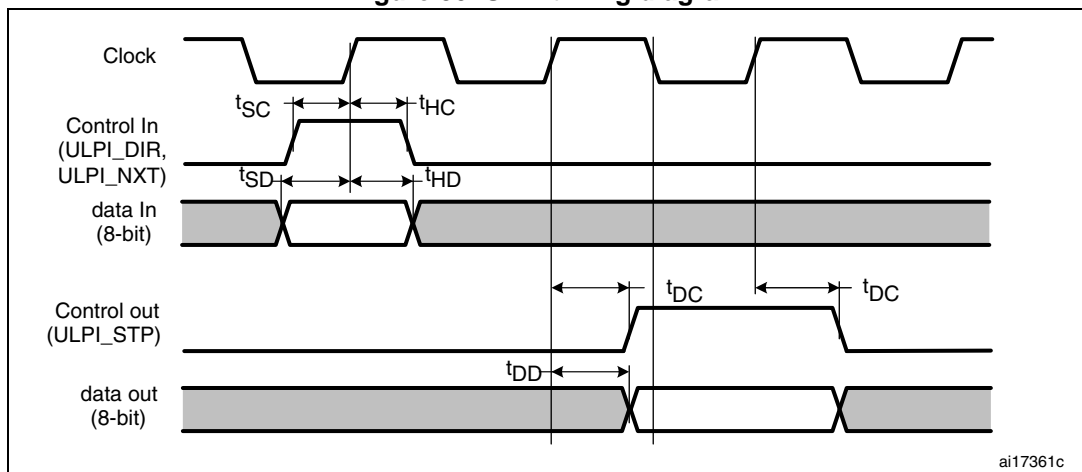 Clock
tSC
tHC
Control In
(ULPI_DIR,
ULPI_NXT)
tSD
tHD
data In
(8-bit)
tDC
tDC
Control out
(ULPI_STP)
tDD
data out
(8-bit)
ai17361c